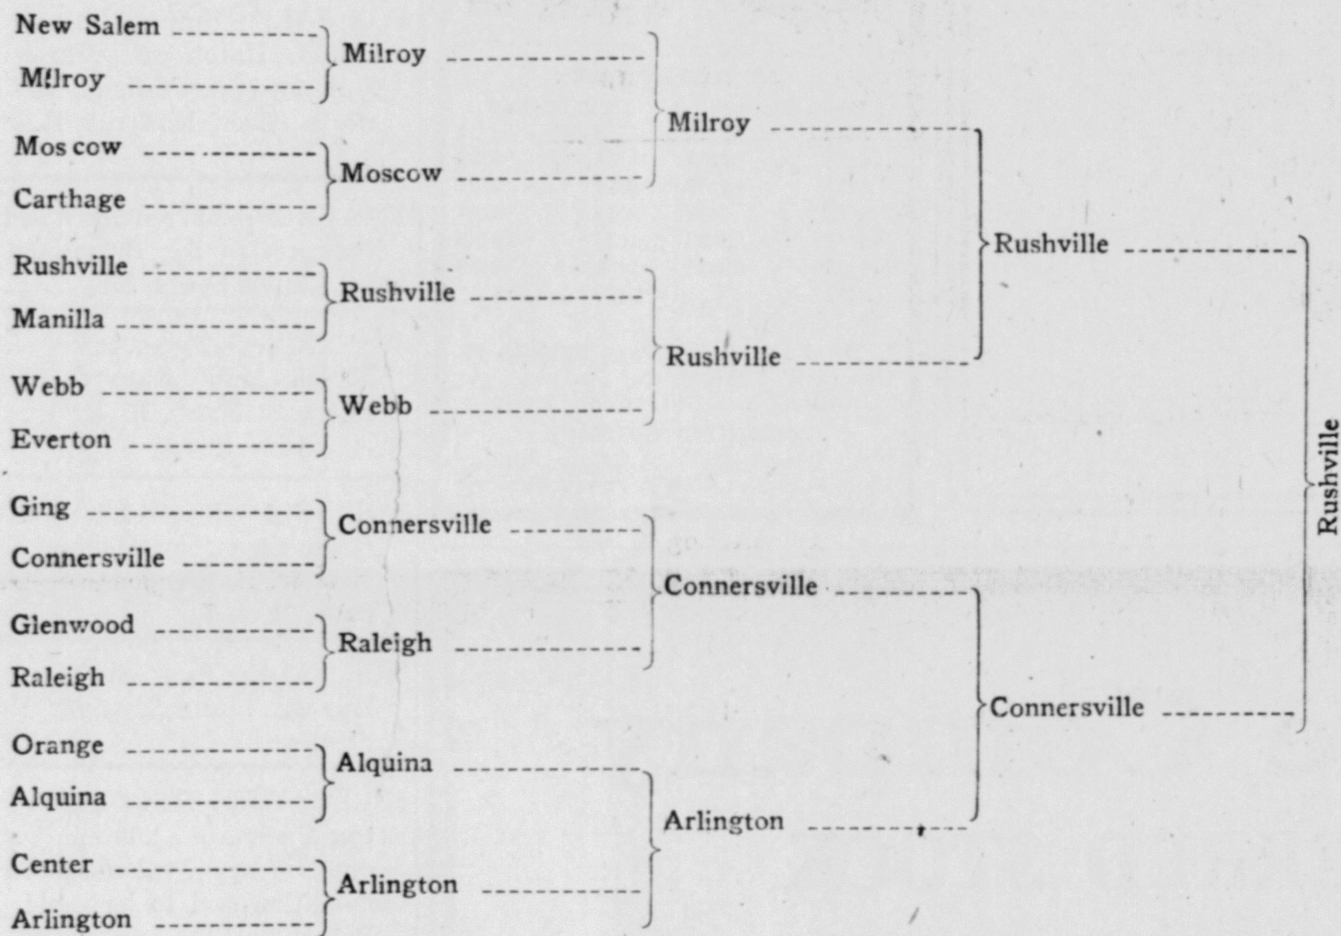 New Salem
Milroy
Moscow
Carthage
Rushville
Manilla
Webb
Everton
Ging
Connersville
Glenwood
Raleigh
Orange
Alquina
Center
Arlington
Milroy
Moscow
Rushville
Webb
Connersville
Raleigh
Alquina
Arlington
Milroy
Rushville
Connersville
Arlington
Rushville
Connersville
Rushville